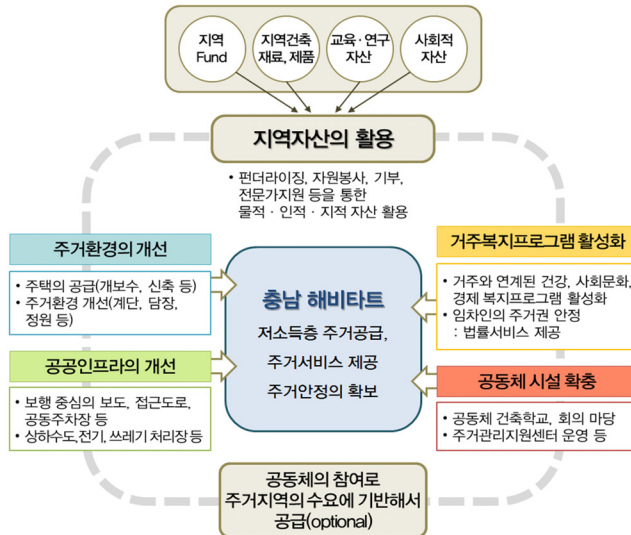 지역
Fund
지역건축
재료, 제품
교육·연구
자산
사회적
자산
지역자산의 활용
• 펀더라이징, 자원봉사, 기부,
전문가지원 등을 통한
물적·인적·지적 자산 활용
주거환경의 개선
• 주택의 공급(개보수, 신축 등)
• 주거환경 개선(계단, 담장,
정원 등)
공공인프라의 개선
• 보행 중심의 보도, 접근도로,
공동주차장 등
• 상하수도,전기, 쓰레기 처리장 등
충남 해비타트
저소득층 주거공급,
주거서비스 제공
주거안정의 확보
거주복지프로그램 활성화
• 거주와 연계된 건강, 사회문화,
경제 복지프로그램 활성화
• 임차인의 주거권 안정
: 법률서비스 제공
공동체 시설 확충
• 공동체 건축학교, 회의 마당
• 주거관리지원센터 운영 등
공동체의 참여로
주거지역의 수요에 기반해서
공급(optional)